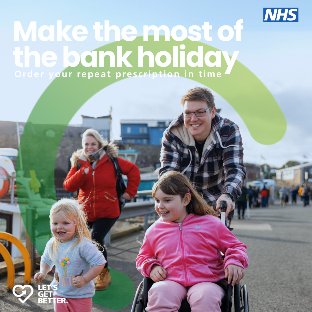 NHS
Make the most of
the bank holiday
Order your repeat prescription in time
LET'S
GET
BETTER.